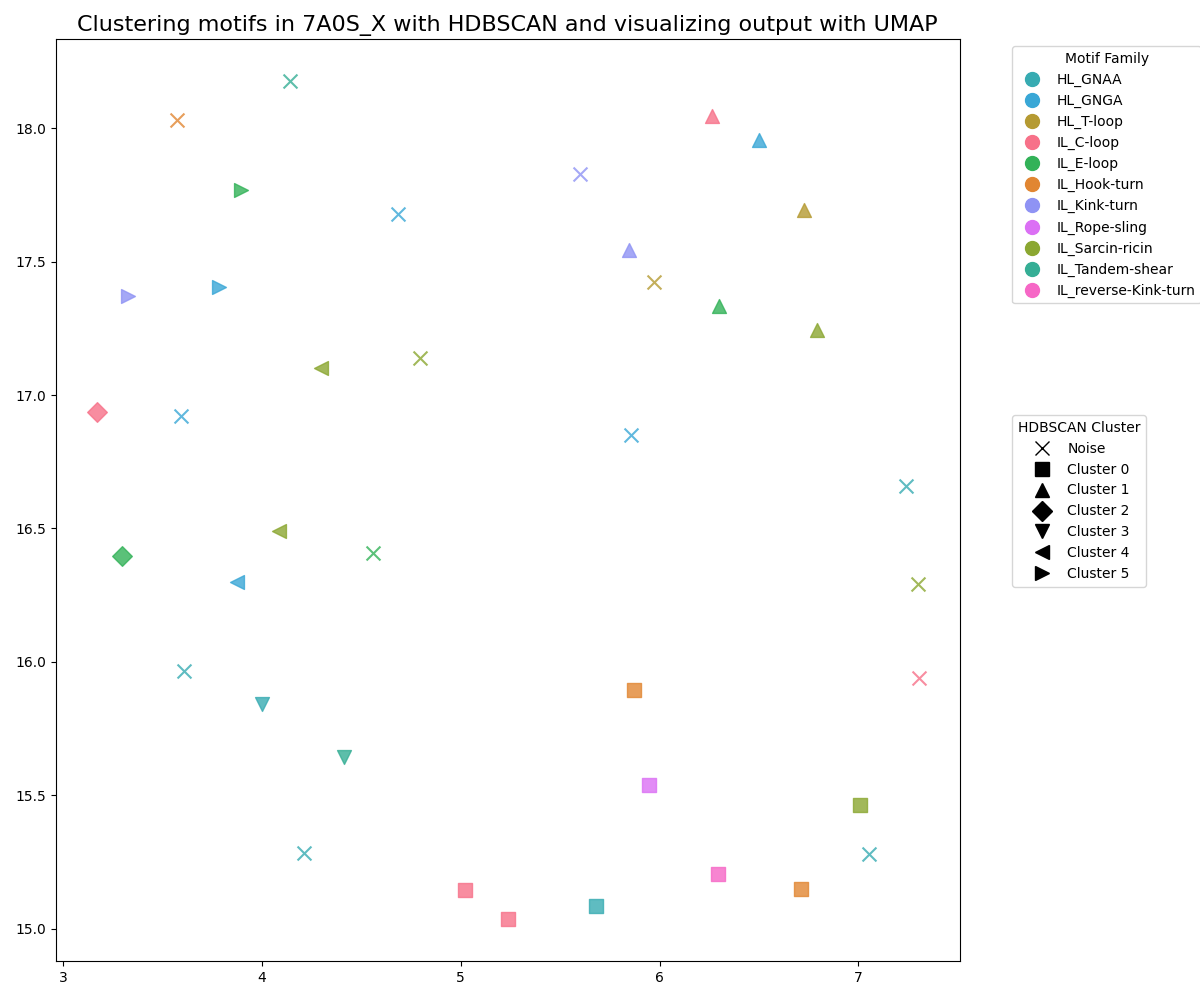 Clustering motifs in 7A0S_X with HDBSCAN and visualizing output with UMAP
18.0
17.5
17.0
16.5
16.0
15.5
15.0
3
4
5
6
7
Motif Family
HL_GNAA
HL_GNGA
HL_T-loop
IL_C-loop
IL_E-loop
IL_Hook-turn
IL_Kink-turn
IL_Rope-sling
IL_Sarcin-ricin
IL_Tandem-shear
IL_reverse-Kink-turn
HDBSCAN Cluster
Noise
Cluster 0
Cluster 1
Cluster 2
Cluster 3
Cluster 4
Cluster 5